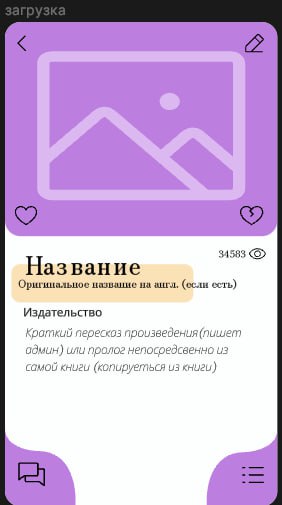 загрузка
34583
Название
Оригинальное название на англ. (если есть)
Издательство
Краткий пересказ произведения(пишет
админ) или пролог непосредсвенно из
самой книги (копируеться из книги)